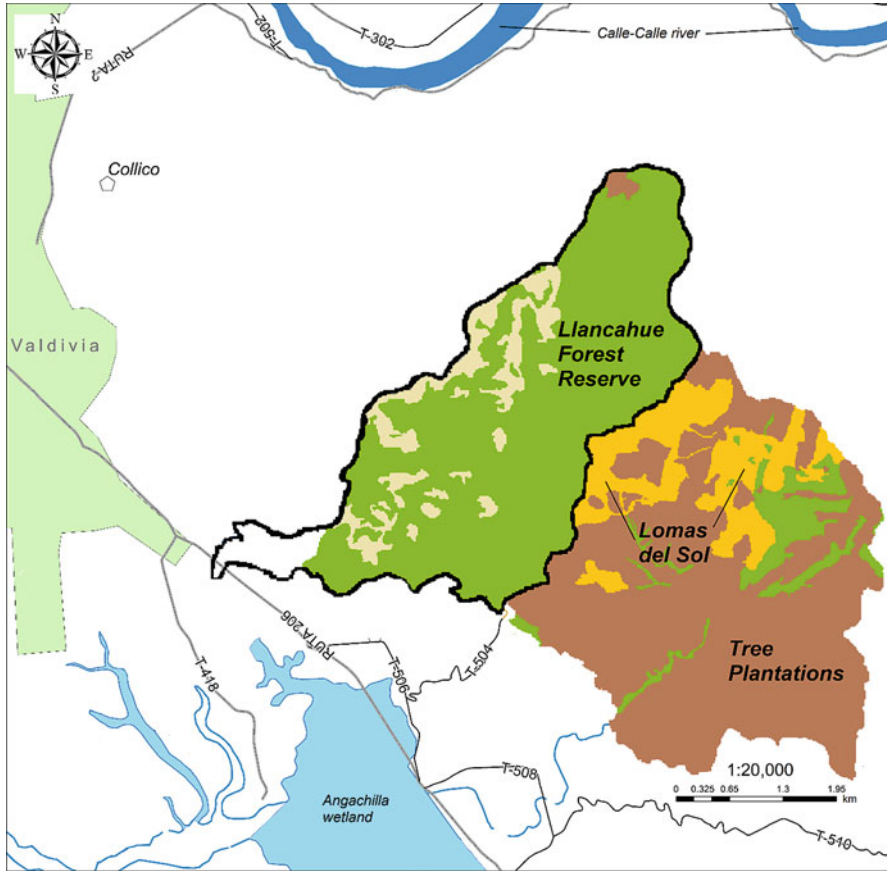 N
W
E
S
RUTA-2
T-502
T-302
Calle-Calle river
Collico
Valdivia
Llancahue
Forest
Reserve
Lomas
del Sol
Tree
Plantations
RUTA 206
T-418
T-506
T-504
T-508
T-510
Angachilla
wetland
1:20,000
0 0.325 0.65 1.3 1.95
km